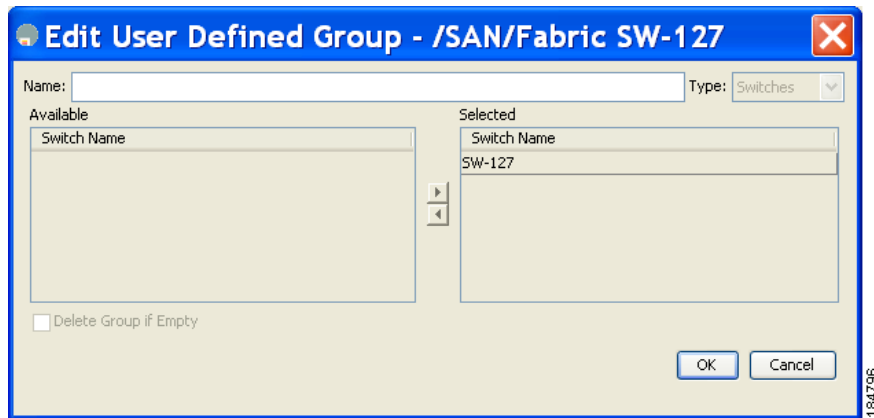 Edit User Defined Group - /SAN/Fabric SW-127
Name:
Type: Switches
Available
Selected
Switch Name
Switch Name
SW-127
Delete Group if Empty
OK
Cancel
184796